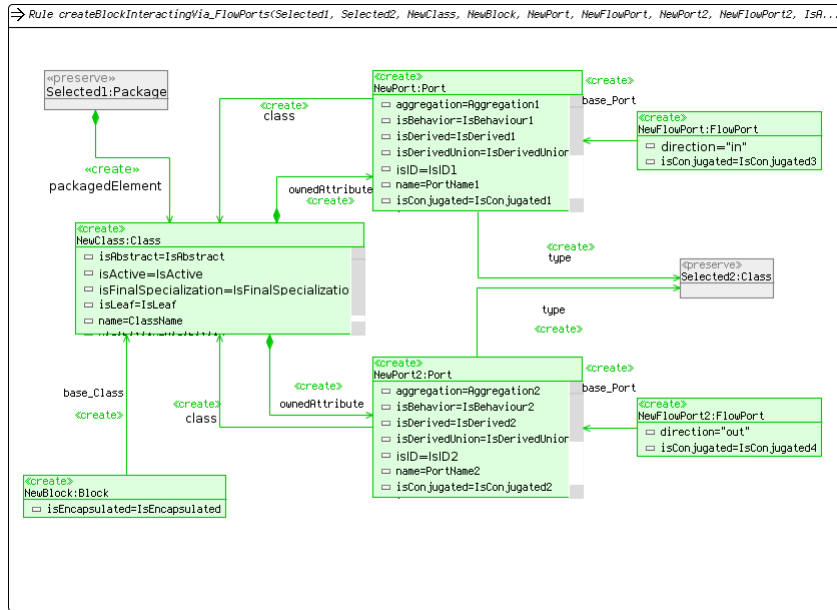 Rule createBlockInteractingVia_FlowPorts(Selected1, Selected2, NewClass, NewBlock, NewPort, NewFlowPort, NewPort2, NewFlowPort2, IsA...
«preserve»
Selected1:Package
«create»
packagedElement
«create»
class
«create»
NewPort:Port
aggregation=Aggregation1
isBehavior=IsBehaviour1
isDerived=IsDerived1
isDerivedUnion=IsDerivedUnion
isID=IsID1
name=PortName1
isConjugated=IsConjugated1
«create»
base_Port
«create»
NewFlowPort:FlowPort
direction="in"
isConjugated=IsConjugated3
ownedAttribute
«create»
«create»
NewClass:Class
isAbstract=IsAbstract
isActive=IsActive
isFinalSpecialization=IsFinalSpecializatio
isLeaf=IsLeaf
name=ClassName
«create»
type
«preserve»
Selected2:Class
type
«create»
base_Class
«create»
«create»
class
«create»
ownedAttribute
«create»
NewPort2:Port
aggregation=Aggregation2
isBehavior=IsBehaviour2
isDerived=IsDerived2
isDerivedUnion=IsDerivedUnion
isID=IsID2
name=PortName2
isConjugated=IsConjugated2
«create»
base_Port
«create»
NewFlowPort2:FlowPort
direction="out"
isConjugated=IsConjugated4
«create»
NewBlock:Block
isEncapsulated=IsEncapsulated